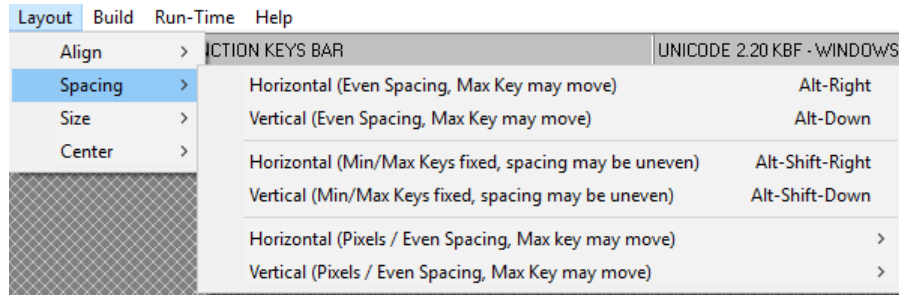 Layout Build Run-Time Help
Align > NCTION KEYS BAR UNICODE 2.20 KBF - WINDOWS
Spacing > Horizontal (Even Spacing, Max Key may move) Alt-Right
Vertical (Even Spacing, Max Key may move) Alt-Down
Size >
Center > Horizontal (Min/Max Keys fixed, spacing may be uneven) Alt-Shift-Right
Vertical (Min/Max Keys fixed, spacing may be uneven) Alt-Shift-Down
Horizontal (Pixels / Even Spacing, Max key may move) >
Vertical (Pixels / Even Spacing, Max Key may move) >